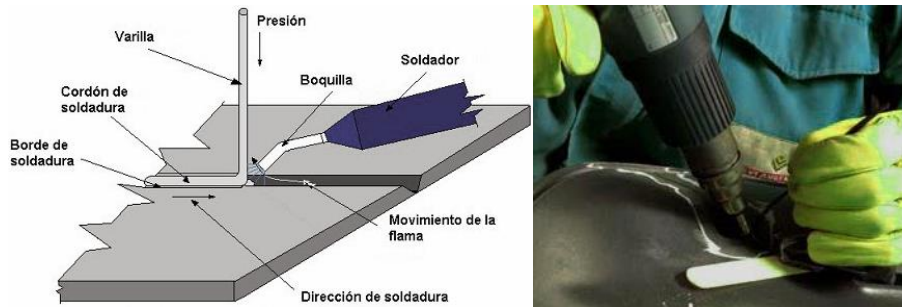 Presión
Varilla
Soldador
Boquilla
Cordón de
soldadura
Borde de
soldadura
Movimiento de la
flama
Dirección de soldadura